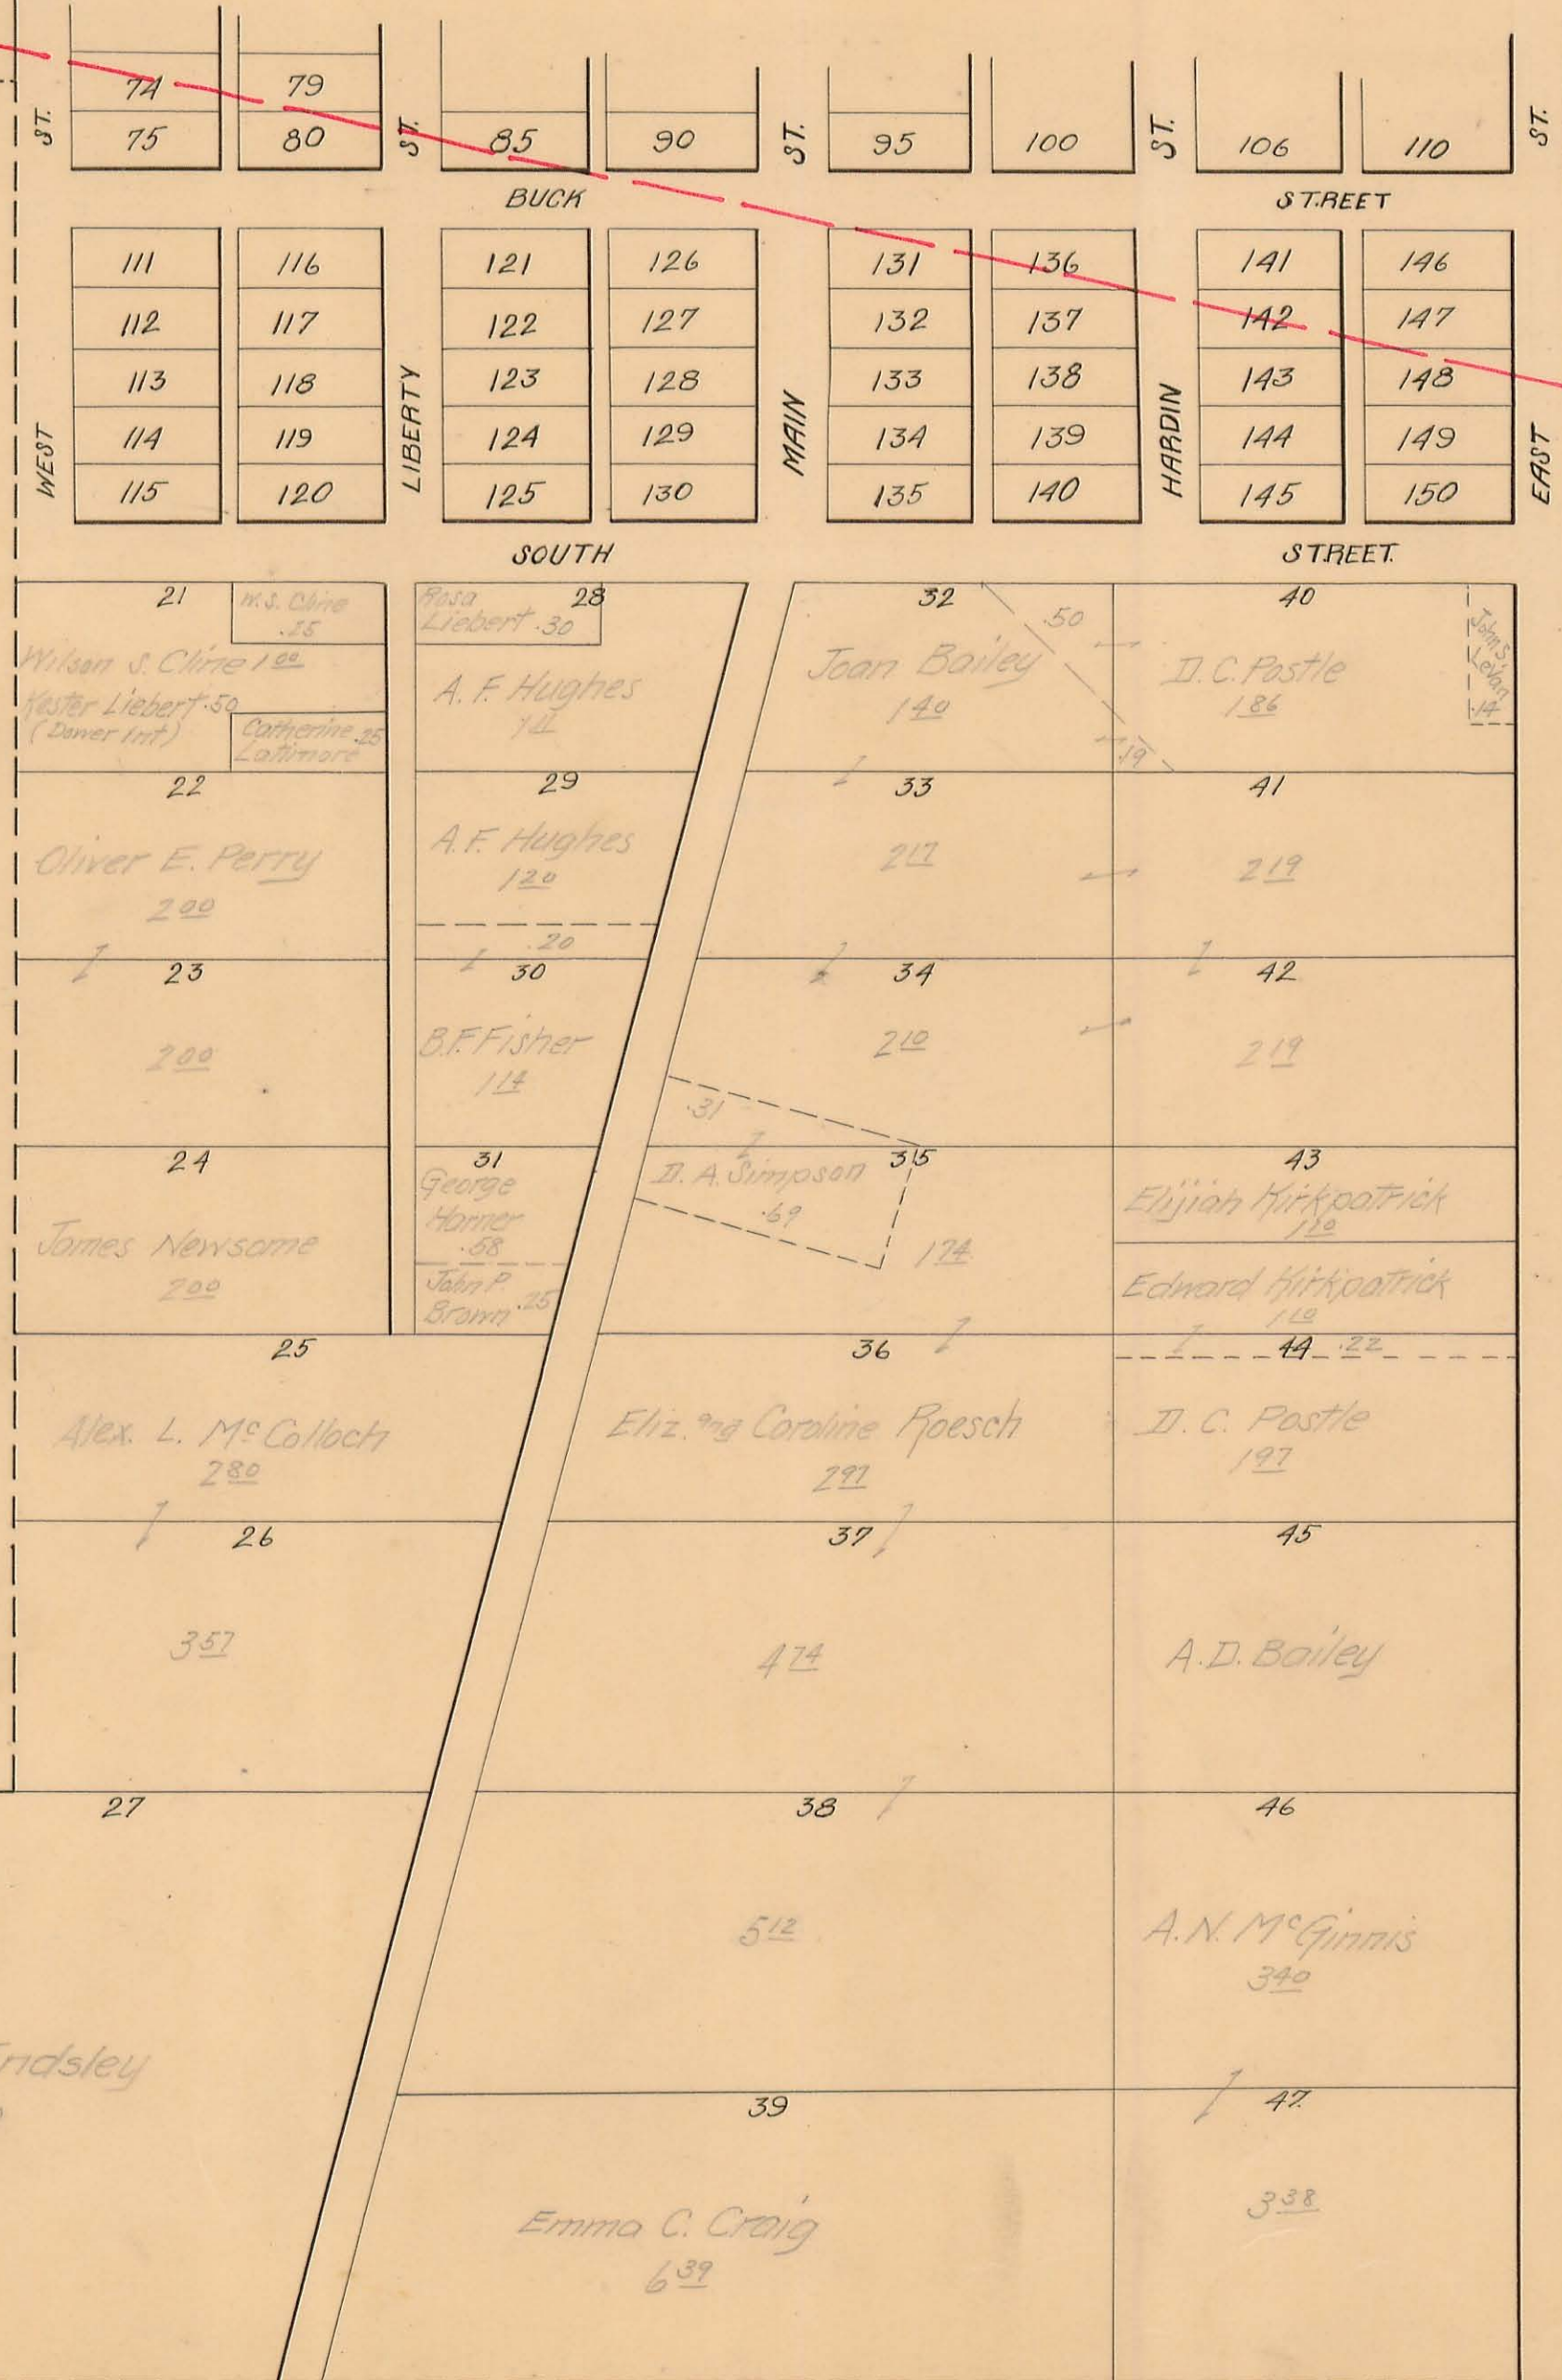 74
79
ST.
75
80
ST.
85
90
ST.
95
100
ST.
106
110
ST.
BUCK
STREET
111
116
121
126
131
136
141
146
112
117
122
127
132
137
142
147
113
118
123
128
133
138
143
148
114
119
124
129
134
139
144
149
115
120
125
130
135
140
145
150
WEST
LIBERTY
MAIN
HARDIN
EAST
SOUTH
STREET.
21
W.S. Cline
.25
Wilson S. Cline 1 00
Kester Liebert .50
(Dower Int)
Catherine .25
Lattimore
22
Oliver E. Perry
2 00
23
2 00
24
James Newsome
2 00
25
Alex. L. McColloch
2 80
26
3 57
27
ndsley
28
Rosa
Liebert .30
A. F. Hughes
29
A. F. Hughes
1 20
.20
30
B.F. Fisher
1 14
31
George
Harner
.58
John P.
Brown .25
32
.50
Joan Bailey
1 40
33
2 17
34
2 10
.31
35
D. A. Simpson
.69
1 74
36
Eliz. and Caroline Roesch
2 97
37
4 74
38
5 12
39
Emma C. Craig
6 39
40
D. C. Postle
1 86
John S.
LeVan
.14
.19
41
2 19
42
2 19
43
Elijiah Kirkpatrick
1 10
Edward Kirkpatrick
1 10
44 .22
D. C. Postle
1 97
45
A. D. Bailey
46
A. N. McGinnis
3 40
47
3 38